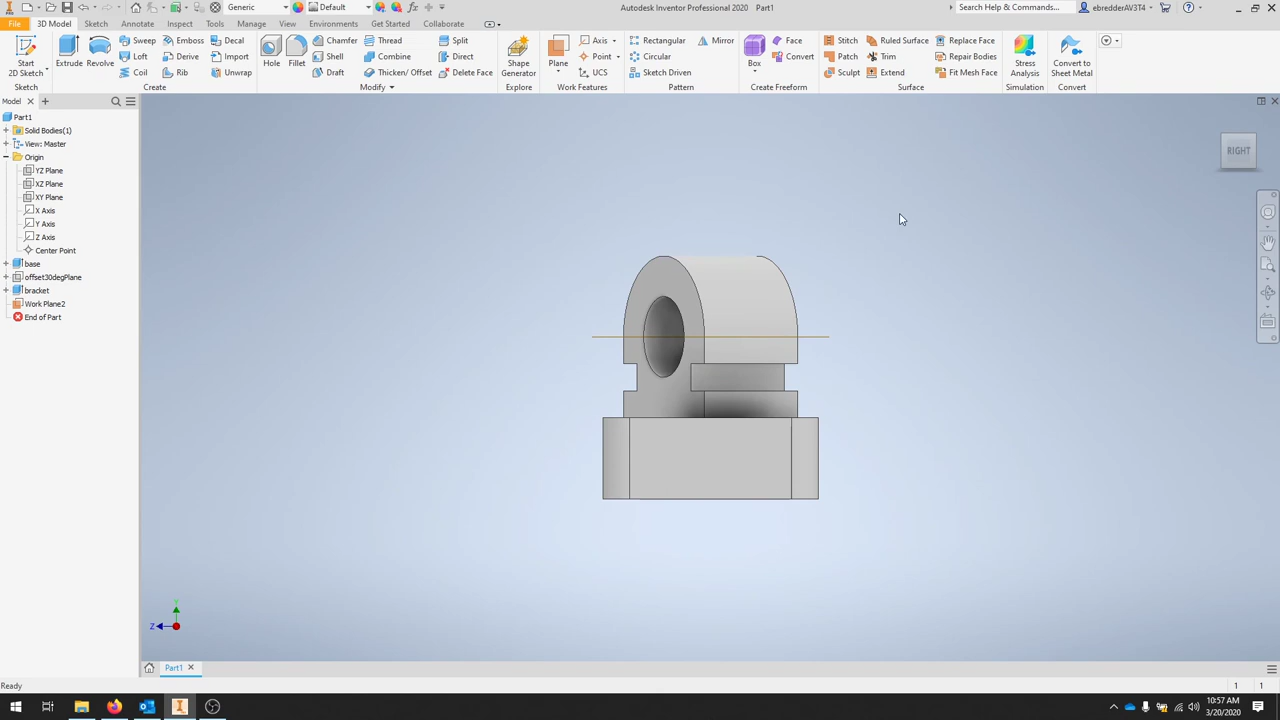 Generic
Default
Autodesk Inventor Professional 2020 Part1
Search Help & Commands...
ebredderAV3T4
File 3D Model Sketch Annotate Inspect Tools Manage View Environments Get Started Collaborate
Start
2D Sketch
Sketch
Extrude
Revolve
Sweep
Emboss
Decal
Loft
Derive
Import
Coil
Rib
Unwrap
Create
Hole
Fillet
Chamfer
Thread
Split
Shell
Combine
Direct
Draft
Thicken/ Offset
Delete Face
Modify
Shape
Generator
Explore
Plane
Axis
Point
UCS
Work Features
Rectangular
Mirror
Circular
Sketch Driven
Pattern
Box
Face
Convert
Create Freeform
Stitch
Ruled Surface
Replace Face
Patch
Trim
Repair Bodies
Sculpt
Extend
Fit Mesh Face
Surface
Stress
Analysis
Simulation
Convert to
Sheet Metal
Convert
Model
Part1
Solid Bodies(1)
View: Master
Origin
YZ Plane
XZ Plane
XY Plane
X Axis
Y Axis
Z Axis
Center Point
base
offset30degPlane
bracket
Work Plane2
End of Part
RIGHT
Y
Z
Part1
Ready
1 1
10:57 AM
3/20/2020